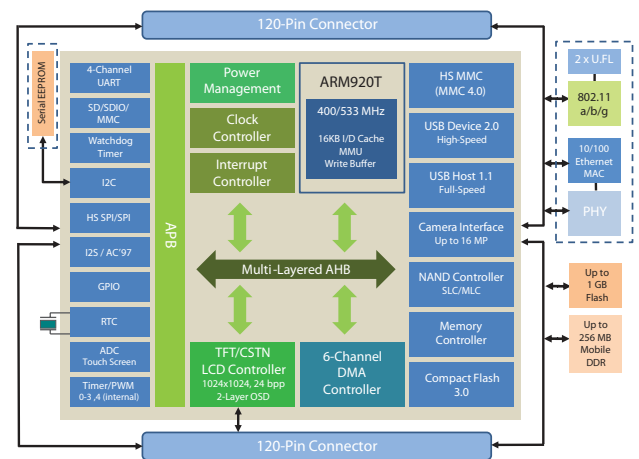 120-Pin Connector
Serial EEPROM
4-Channel
UART
SD/SDIO/
MMC
Watchdog
Timer
I2C
HS SPI/SPI
I2S / AC'97
GPIO
RTC
ADC
Touch Screen
Timer/PWM
0-3 ,4 (internal)
APB
Power
Management
Clock
Controller
Interrupt
Controller
ARM920T
400/533 MHz
16KB I/D Cache
MMU
Write Buffer
Multi-Layered AHB
TFT/CSTN
LCD Controller
1024x1024, 24 bpp
2-Layer OSD
6-Channel
DMA
Controller
HS MMC
(MMC 4.0)
USB Device 2.0
High-Speed
USB Host 1.1
Full-Speed
Camera Interface
Up to 16 MP
NAND Controller
SLC/MLC
Memory
Controller
Compact Flash
3.0
2 x U.FL
802.11
a/b/g
10/100
Ethernet
MAC
PHY
Up to
1 GB
Flash
Up to
256 MB
Mobile
DDR
120-Pin Connector